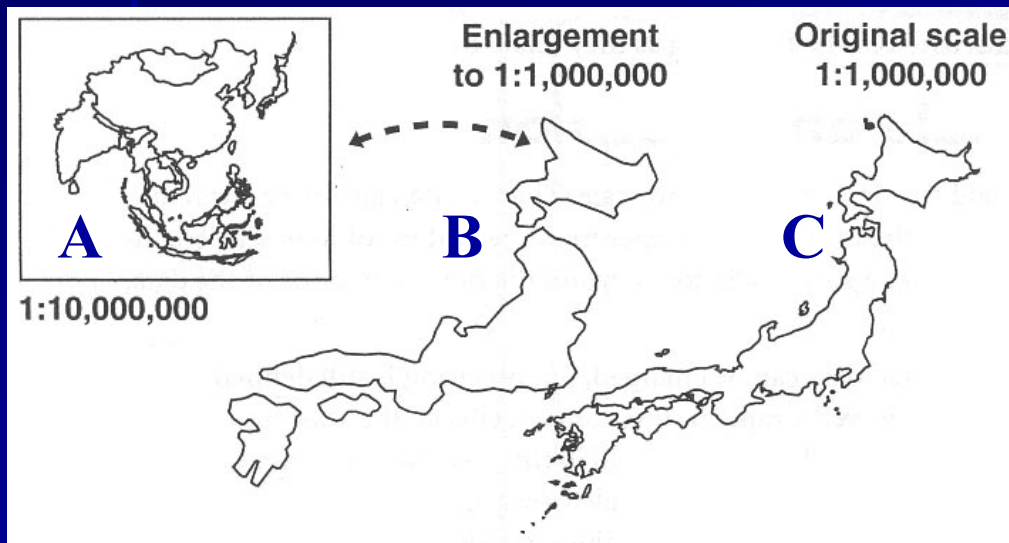 Enlargement
to 1:1,000,000
Original scale
1:1,000,000
A
B
C
1:10,000,000